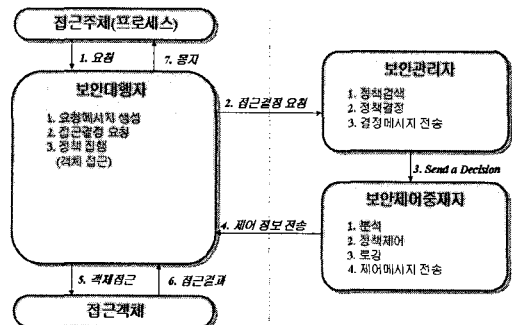 접근주체(프로세스)
1. 요청
7. 통지
보안대행자
1. 요청메시지 생성
2. 접근결정 요청
3. 정책 집행
(객체 접근)
2. 접근결정 요청
보안관리자
1. 정책검색
2. 정책결정
3. 결정메시지 전송
3. Send a Decision
보안제어중재자
1. 분석
2. 정책제어
3. 로깅
4. 제어메시지 전송
4. 제어 정보 전송
5. 객체접근
6. 접근결과
접근객체